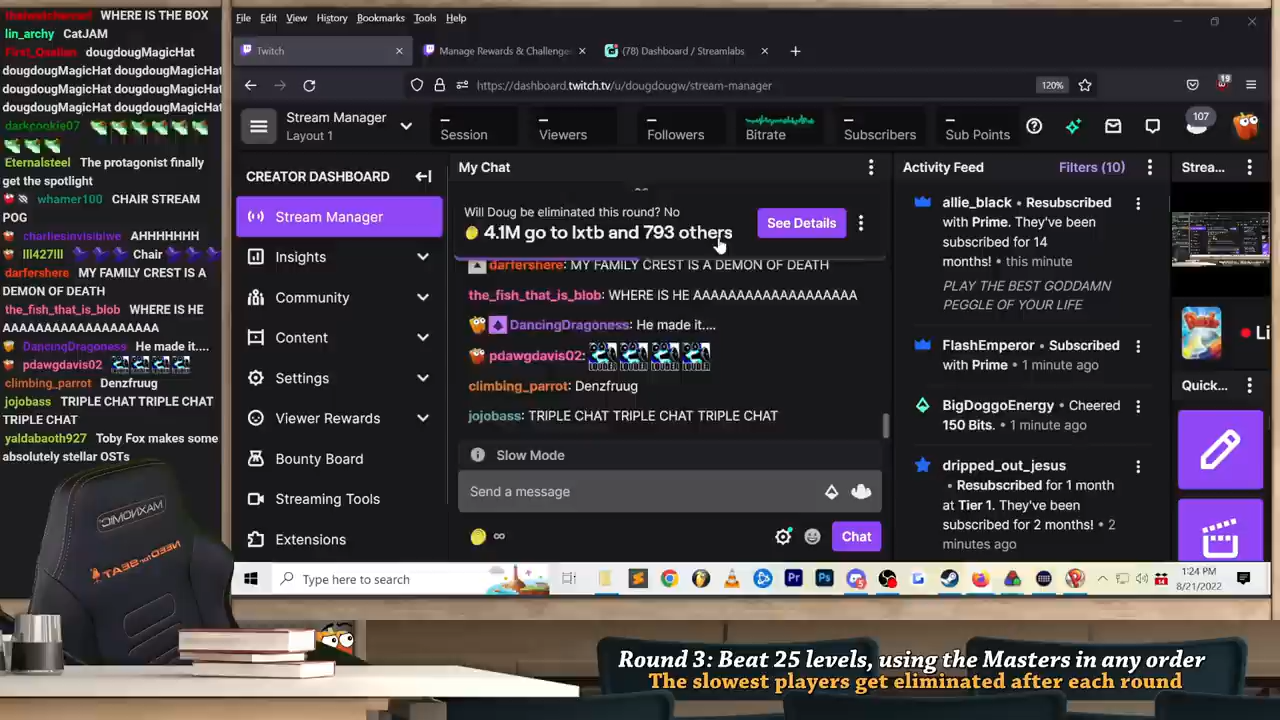 thatwatcherkid WHERE IS THE BOX
lin_archy CatJAM
dougdougMagicHat
dougdougMagicHat dougdougMagicHat
dougdougMagicHat dougdougMagicHat
dougdougMagicHat dougdougMagicHat
darkcookie07
Eternalsteel The protagonist finally
get the spotlight
whamer100 CHAIR STREAM
POG
charliesinvisiblwe AHHHHHHH
lll427lll Chair
darfershere MY FAMILY CREST IS A
DEMON OF DEATH
the_fish_that_is_blob WHERE IS HE
AAAAAAAAAAAAAAAAAAA
DancingDragoness He made it....
pdawgdavis02
climbing_parrot Denzfruug
jojobass TRIPLE CHAT TRIPLE CHAT
TRIPLE CHAT
yaldabaoth927 Toby Fox makes some
absolutely stellar OSTs
MAXNOMIC
NEED for SEAT
File Edit View History Bookmarks Tools Help
Twitch
Manage Rewards & Challenges
(78) Dashboard / Streamlabs
https://dashboard.twitch.tv/u/dougdougw/stream-manager
120%
19
Stream Manager
Layout 1
Session
Viewers
Followers
Bitrate
Subscribers
Sub Points
107
CREATOR DASHBOARD
Stream Manager
Insights
Community
Content
Settings
Viewer Rewards
Bounty Board
Streaming Tools
Extensions
My Chat
Will Doug be eliminated this round? No
4.1M go to lxtb and 793 others
See Details
darfershere: MY FAMILY CREST IS A DEMON OF DEATH
the_fish_that_is_blob: WHERE IS HE AAAAAAAAAAAAAAAAAAA
DancingDragoness: He made it....
pdawgdavis02:
climbing_parrot: Denzfruug
jojobass: TRIPLE CHAT TRIPLE CHAT TRIPLE CHAT
Slow Mode
Send a message
∞
Chat
Activity Feed
Filters (10)
allie_black • Resubscribed
with Prime. They've been
subscribed for 14
months! • this minute
PLAY THE BEST GODDAMN
PEGGLE OF YOUR LIFE
FlashEmperor • Subscribed
with Prime • 1 minute ago
BigDoggoEnergy • Cheered
150 Bits. • 1 minute ago
dripped_out_jesus
• Resubscribed for 1 month
at Tier 1. They've been
subscribed for 2 months! • 2
minutes ago
Strea...
Li
Quick...
Type here to search
1:24 PM
8/21/2022
Round 3: Beat 25 levels, using the Masters in any order
The slowest players get eliminated after each round